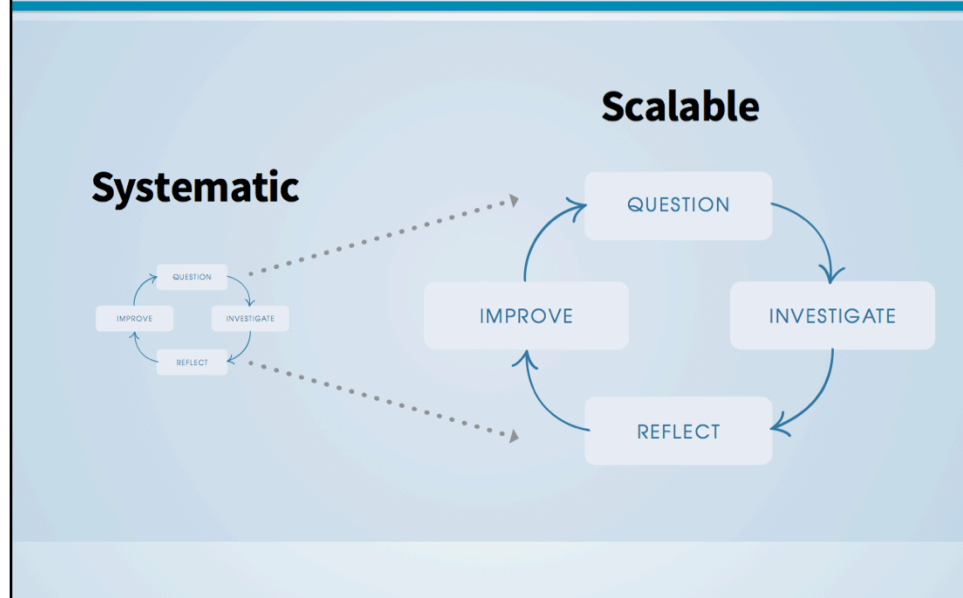 Systematic
QUESTION
IMPROVE
INVESTIGATE
REFLECT
Scalable
QUESTION
IMPROVE
INVESTIGATE
REFLECT